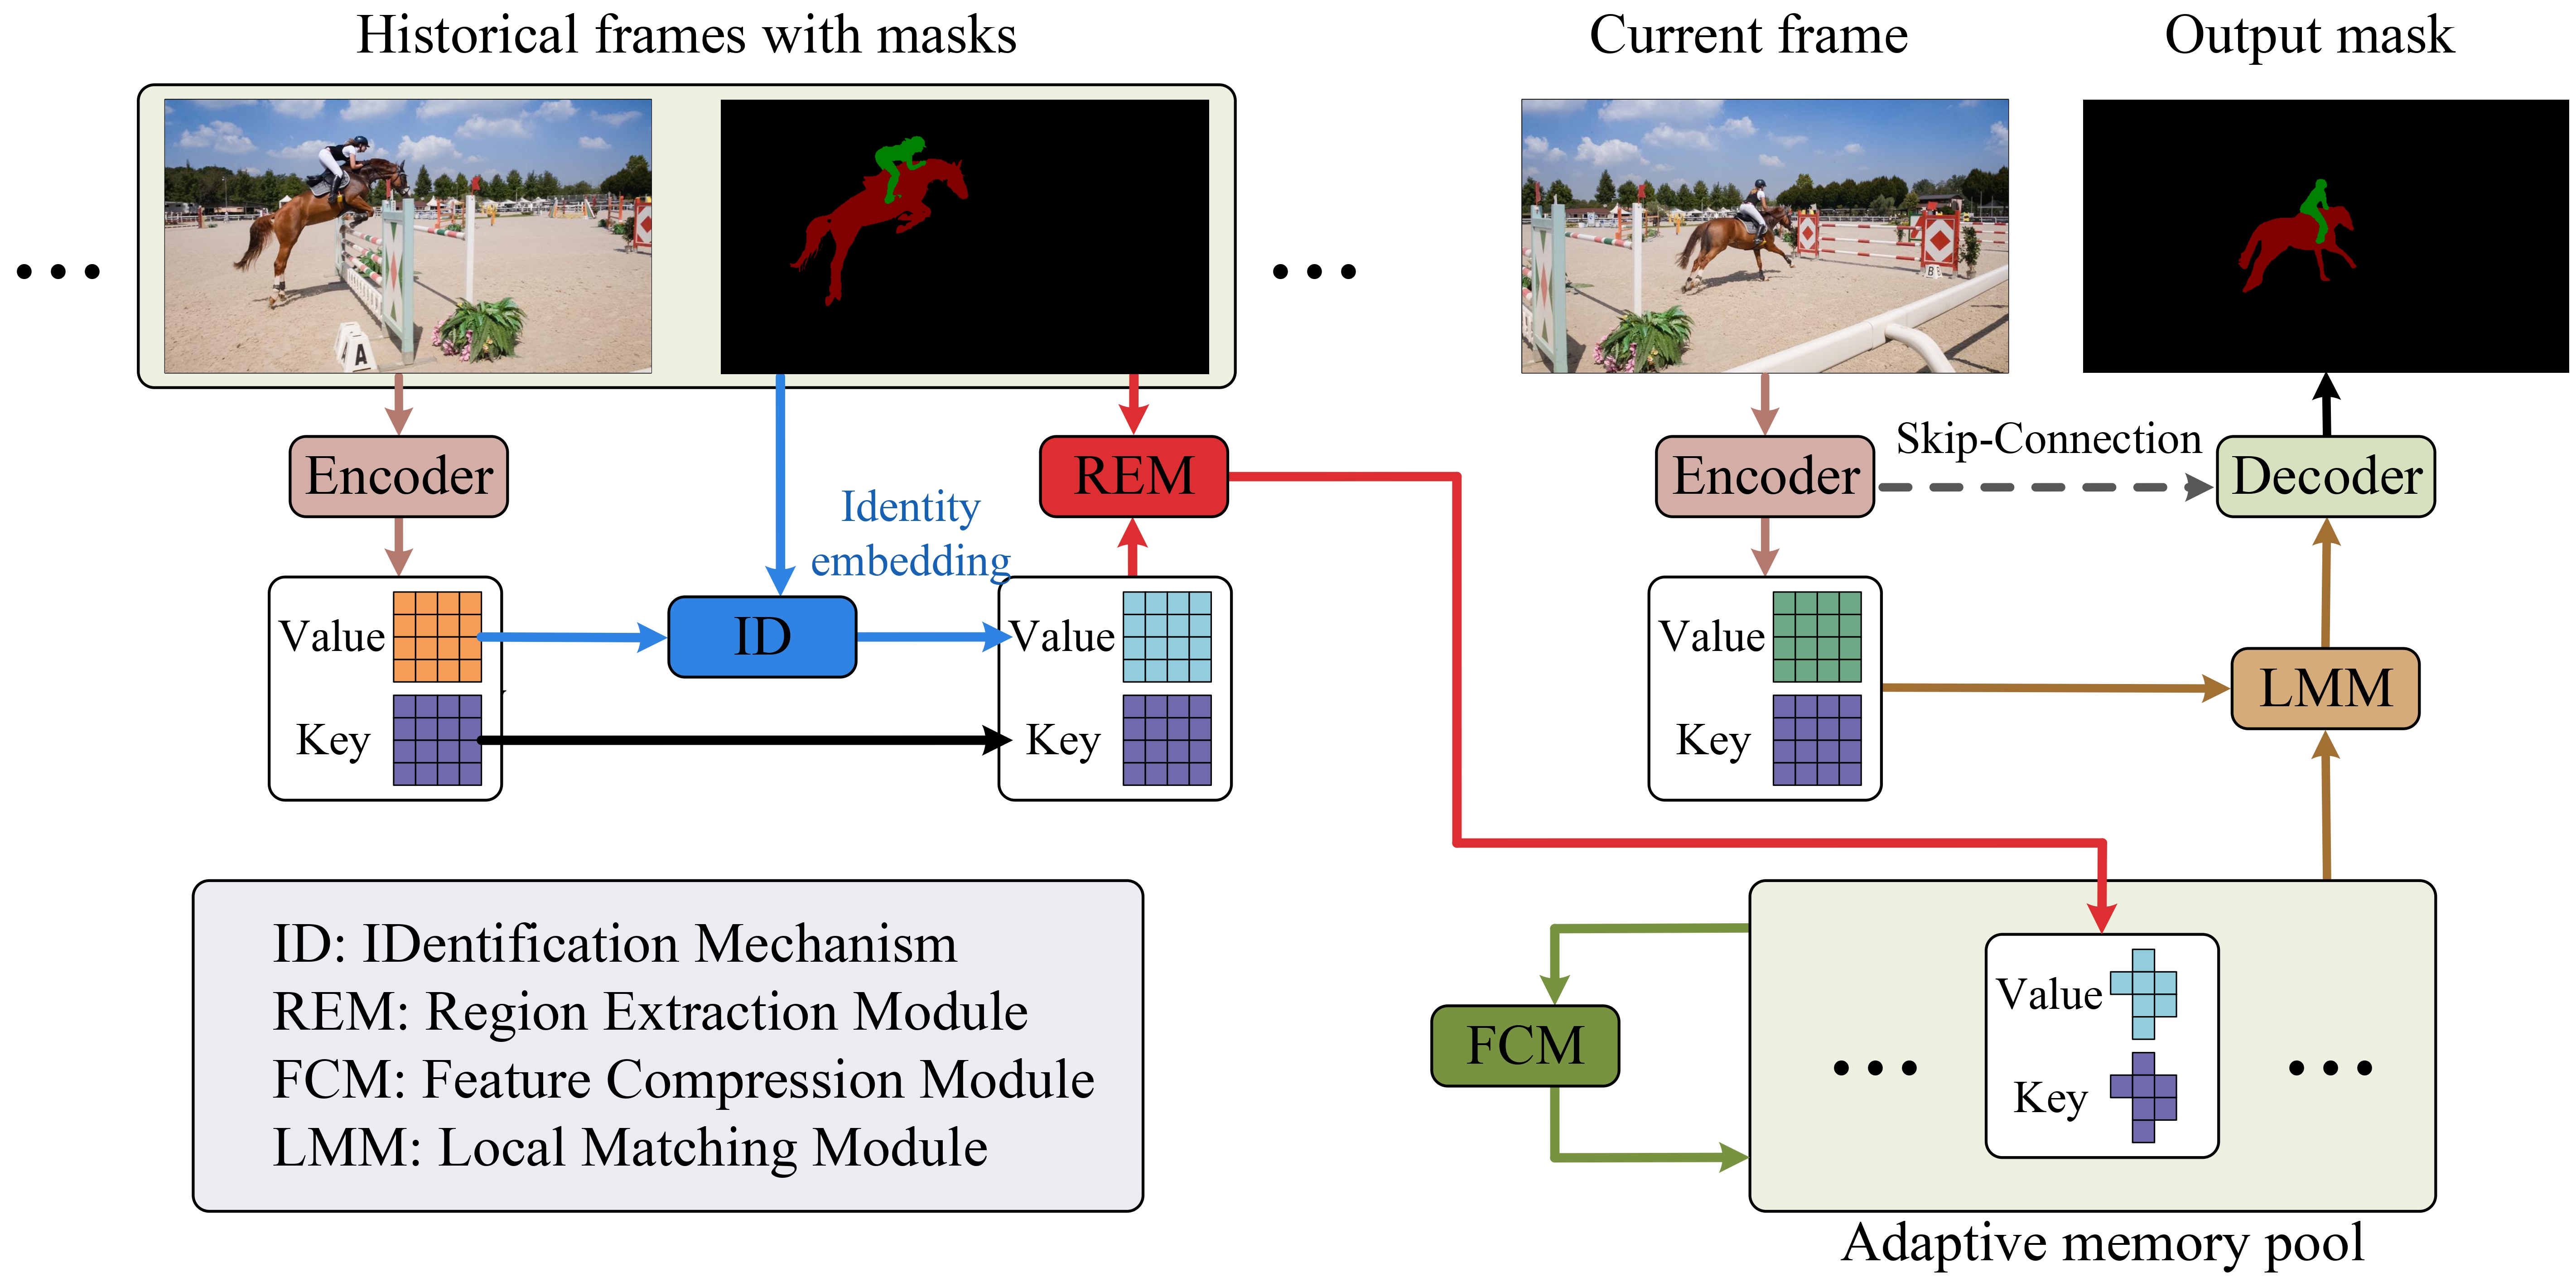 Historical frames with masks
Current frame
Output mask
A
B
Encoder
REM
Encoder
Skip-Connection
Decoder
Identity
embedding
Value
Key
ID
Value
Key
Value
Key
LMM
ID: IDentification Mechanism
REM: Region Extraction Module
FCM: Feature Compression Module
LMM: Local Matching Module
FCM
Value
Key
Adaptive memory pool